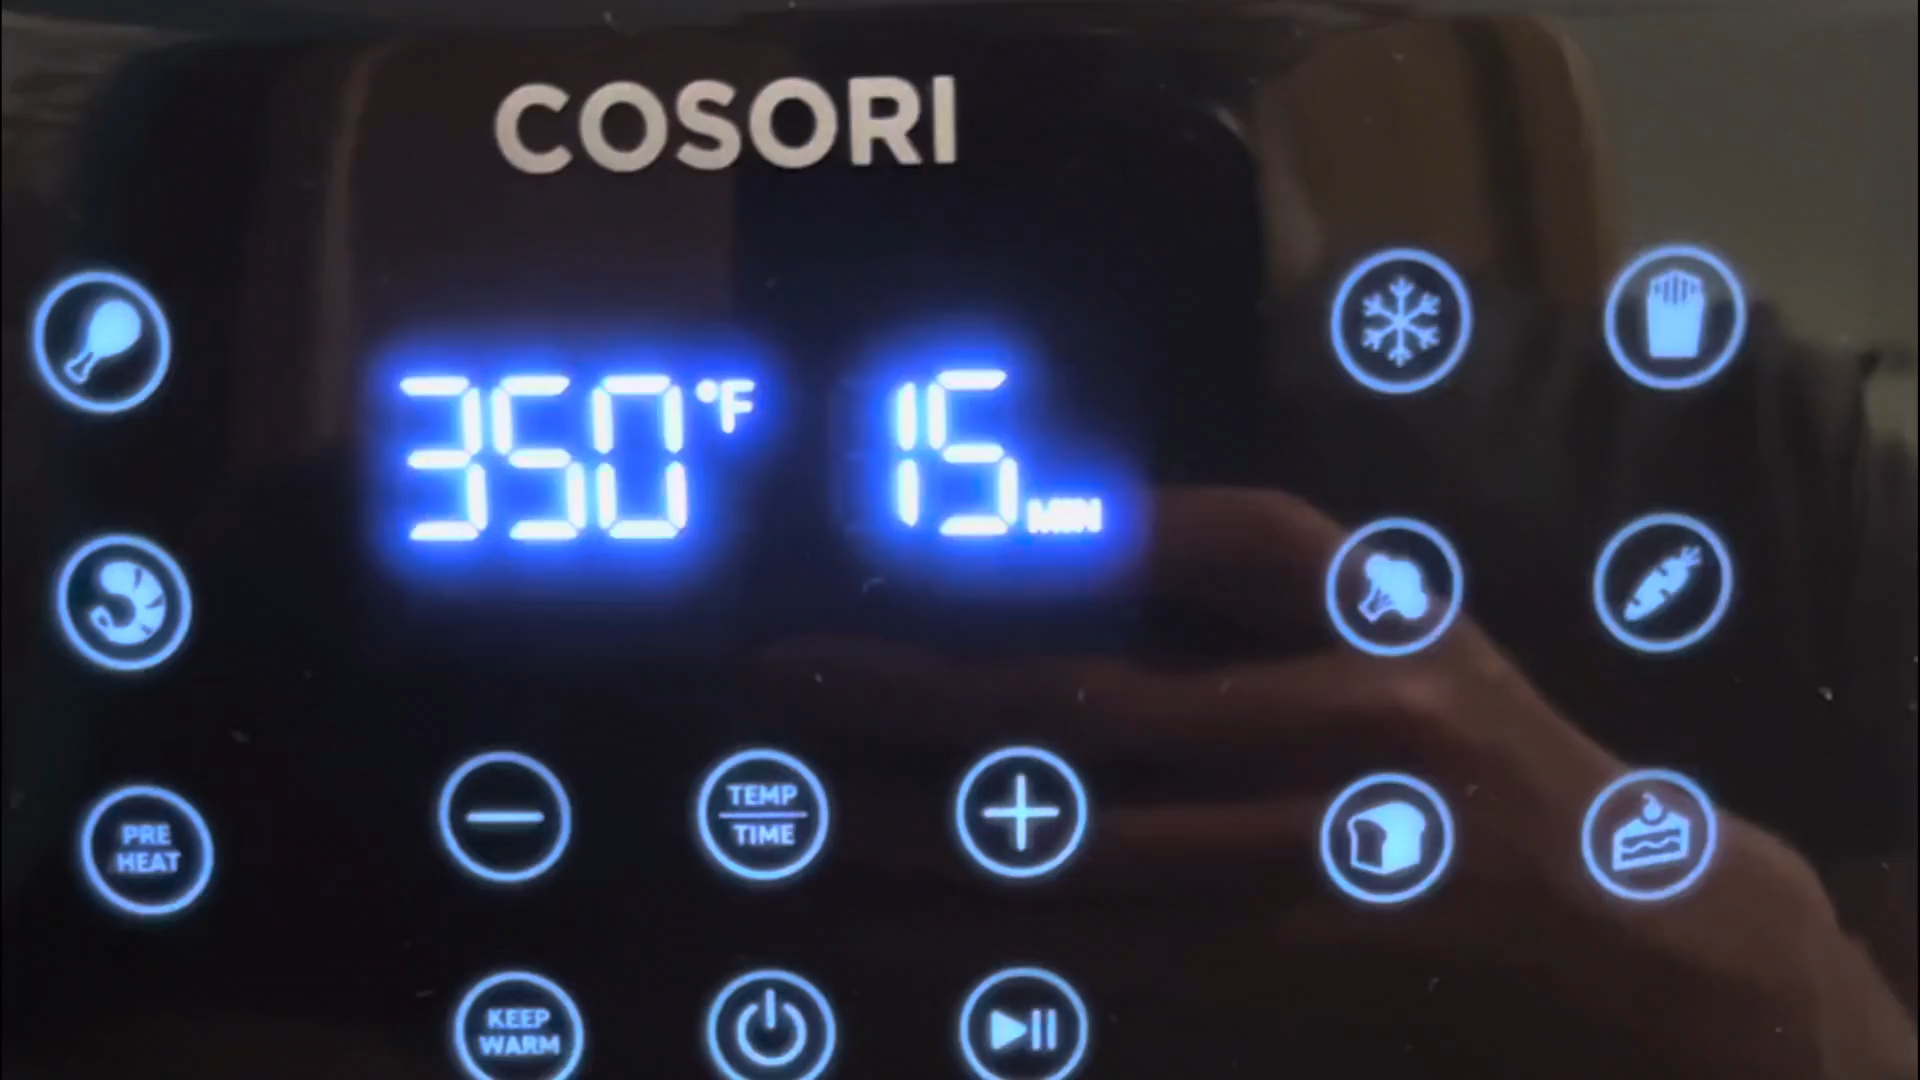 COSORI
350°F 15 MIN
TEMP
TIME
PRE
HEAT
KEEP
WARM